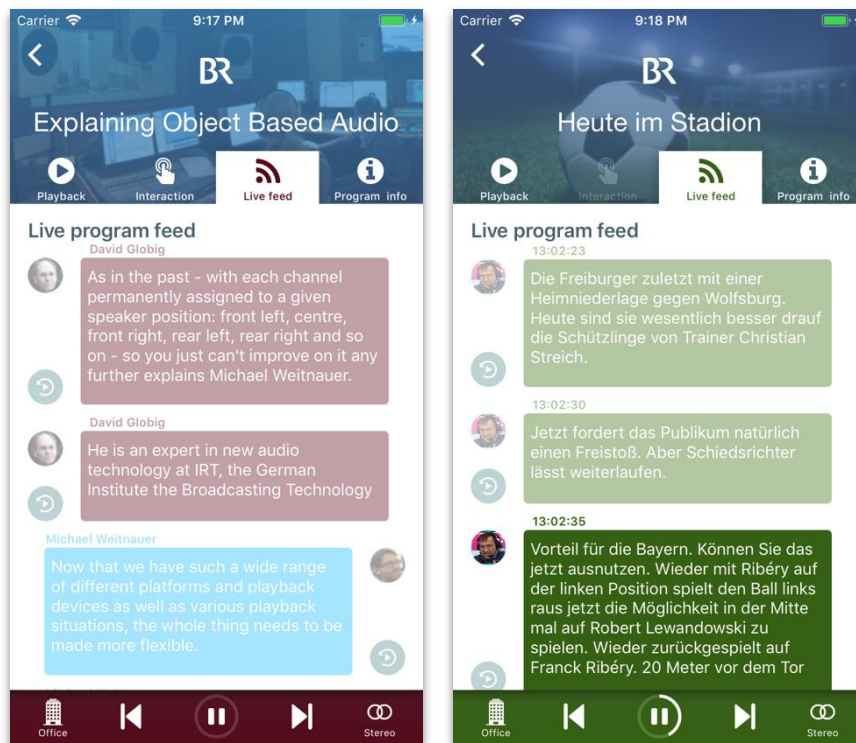 Carrier 9:17 PM
BR
Explaining Object Based Audio
Playback Interaction Live feed Program info
Live program feed
David Globig
As in the past - with each channel
permanently assigned to a given
speaker position: front left, centre,
front right, rear left, rear right and so
on - so you just can't improve on it any
further explains Michael Weitnauer.
David Globig
He is an expert in new audio
technology at IRT, the German
Institute the Broadcasting Technology
Michael Weitnauer
Now that we have such a wide range
of different platforms and playback
devices as well as various playback
situations, the whole thing needs to be
made more flexible.
Office Stereo
Carrier 9:18 PM
BR
Heute im Stadion
Playback Interaction Live feed Program info
Live program feed
13:02:23
Die Freiburger zuletzt mit einer
Heimniederlage gegen Wolfsburg.
Heute sind sie wesentlich besser drauf
die Schützlinge von Trainer Christian
Streich.
13:02:30
Jetzt fordert das Publikum natürlich
einen Freistoß. Aber Schiedsrichter
lässt weiterlaufen.
13:02:35
Vorteil für die Bayern. Können Sie das
jetzt ausnutzen. Wieder mit Ribéry auf
der linken Position spielt den Ball links
raus jetzt die Möglichkeit in der Mitte
mal auf Robert Lewandowski zu
spielen. Wieder zurückgespielt auf
Franck Ribéry. 20 Meter vor dem Tor
Office Stereo